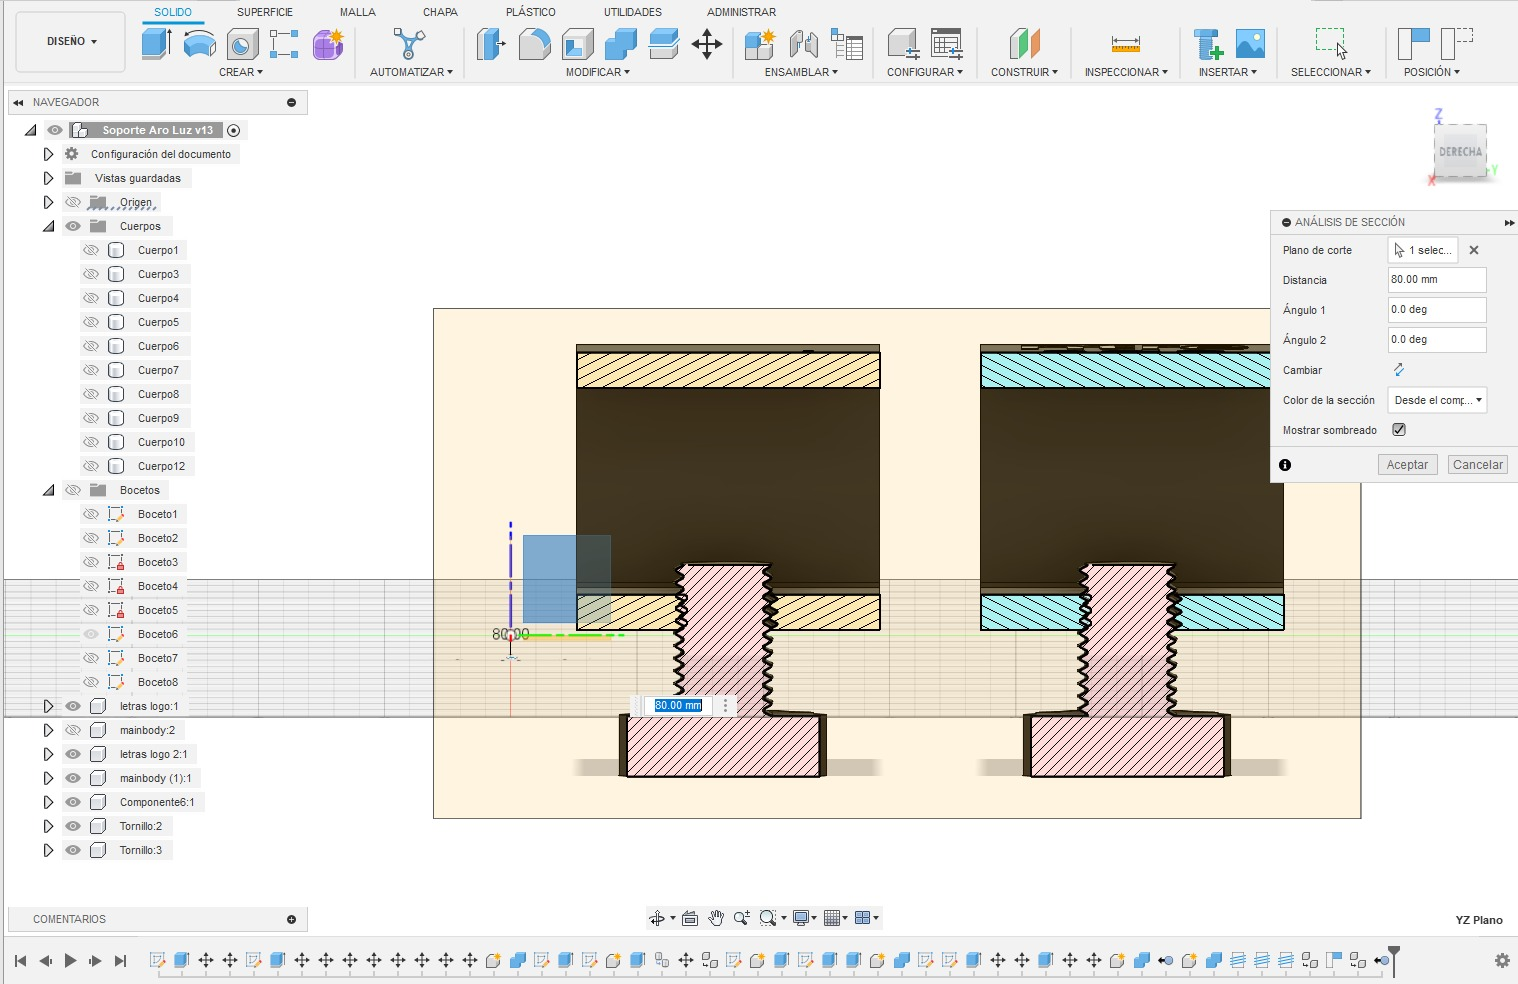 SOLIDO
SUPERFICIE
MALLA
CHAPA
PLÁSTICO
UTILIDADES
ADMINISTRAR
DISEÑO
CREAR
AUTOMATIZAR
MODIFICAR
ENSAMBLAR
CONFIGURAR
CONSTRUIR
INSPECCIONAR
INSERTAR
SELECCIONAR
POSICIÓN
NAVEGADOR
Soporte Aro Luz v13
Configuración del documento
Vistas guardadas
Origen
Cuerpos
Cuerpo1
Cuerpo3
Cuerpo4
Cuerpo5
Cuerpo6
Cuerpo7
Cuerpo8
Cuerpo9
Cuerpo10
Cuerpo12
Bocetos
Boceto1
Boceto2
Boceto3
Boceto4
Boceto5
Boceto6
Boceto7
Boceto8
letras logo:1
mainbody:2
letras logo 2:1
mainbody (1):1
Componente6:1
Tornillo:2
Tornillo:3
COMENTARIOS
80.00
80.00 mm
Z
DERECHA
Y
X
ANÁLISIS DE SECCIÓN
Plano de corte 1 selec...
Distancia 80.00 mm
Ángulo 1 0.0 deg
Ángulo 2 0.0 deg
Cambiar
Color de la sección Desde el comp...
Mostrar sombreado
Aceptar Cancelar
YZ Plano